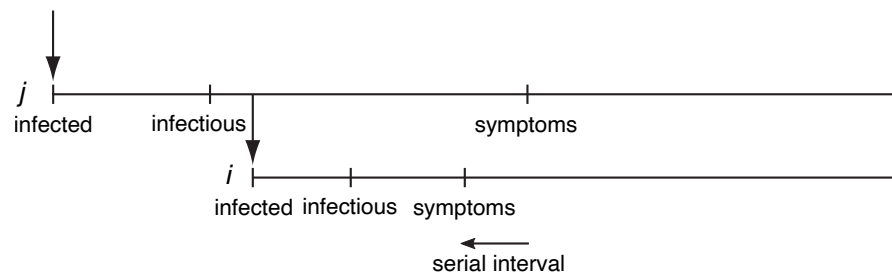 j
infected infectious symptoms
i
infected infectious symptoms
serial interval